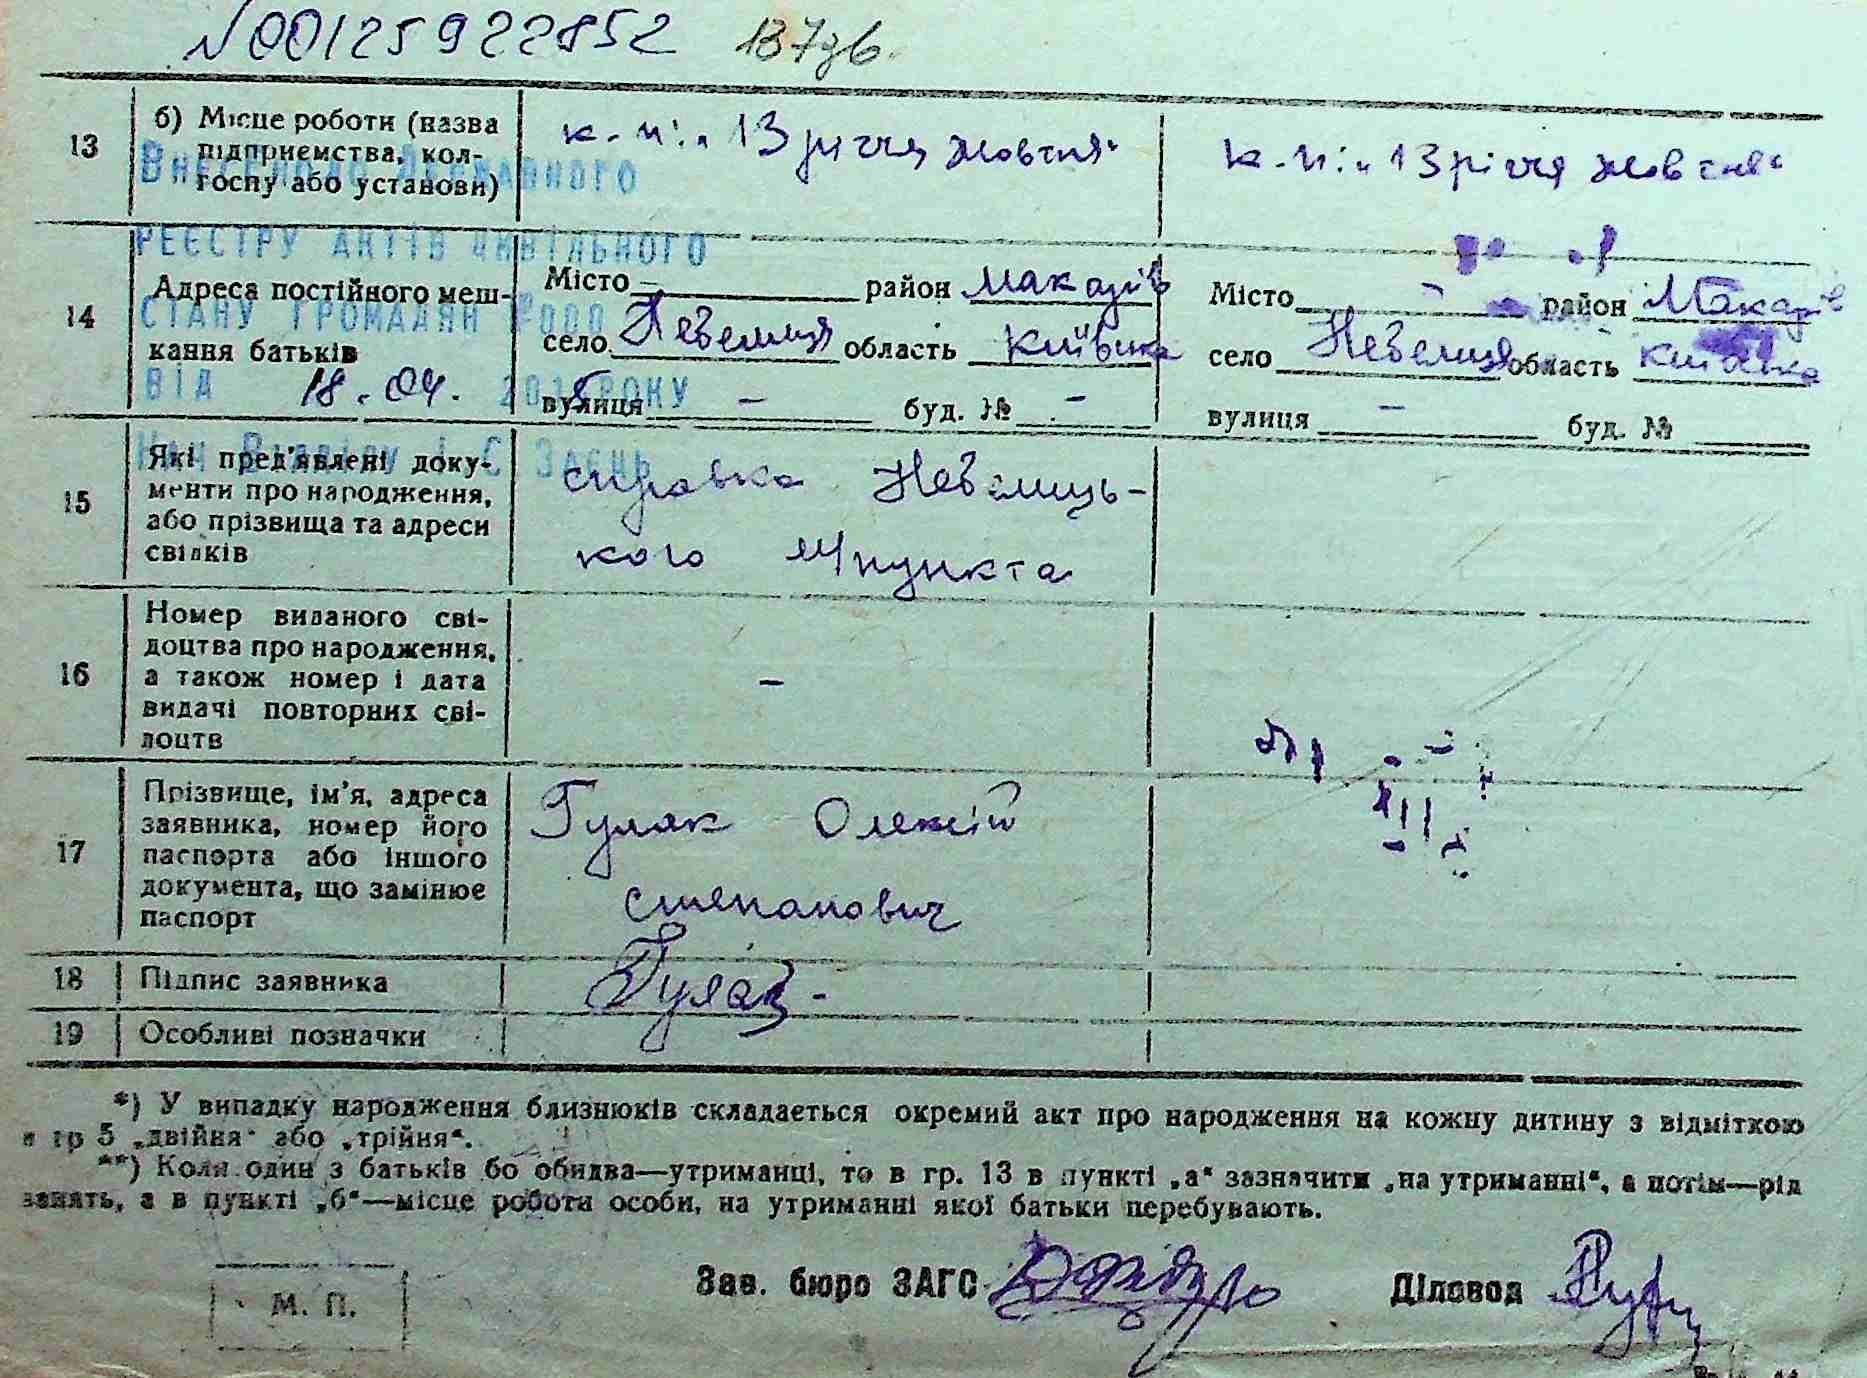 N00125922852 137зв.
13
б) Місце роботи (назва
підприємства, кол-
госпу або установи)
к-п: „13 річчя жовтня“
к-п: „13 річчя жовтня“
Внесено до Державного
реєстру актів цивільного
стану громадян
від 18.04. року
14
Адреса постійного меш-
кання батьків
Місто — район Макарів
село Небелиця область Київська
вулиця — буд. № —
Місто — район Макарів
село Небелиця область Київська
вулиця — буд. №
15
Які пред'явлені доку-
менти про народження,
або прізвища та адреси
свідків
справка Небелиць-
кого Мпункта
16
Номер виданого сві-
доцтва про народження,
а також номер і дата
видачі повторних сві-
доцтв
—
17
Прізвище, ім'я, адреса
заявника, номер його
паспорта або іншого
документа, що замінює
паспорт
Гуляк Олексій
степанович
18 Підпис заявника
Гуляк
19 Особливі позначки
*) У випадку народження близнюків складається окремий акт про народження на кожну дитину з відміткою
в гр 5 „двійня“ або „трійня“.
**) Коли один з батьків бо обидва—утриманці, то в гр. 13 в пункті „а“ зазначити „на утриманні“, а потім—рід
занять, а в пункті „б“—місце роботи особи, на утриманні якої батьки перебувають.
Зав. бюро ЗАГС Діловод
М. П.